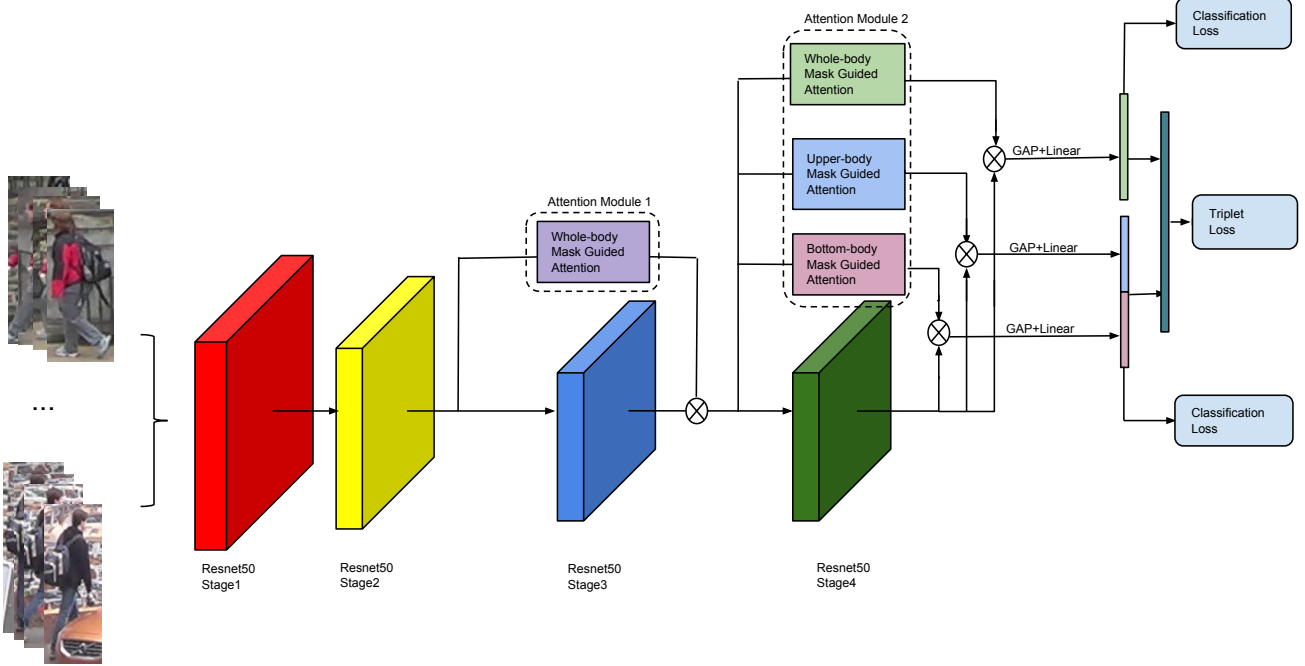 Classification
Loss
Attention Module 2
Whole-body
Mask Guided
Attention
GAP+Linear
Upper-body
Mask Guided
Attention
Attention Module 1
Triplet
Loss
Whole-body
Mask Guided
Attention
Bottom-body
Mask Guided
Attention
GAP+Linear
GAP+Linear
...
Classification
Loss
Resnet50
Stage1
Resnet50
Stage2
Resnet50
Stage3
Resnet50
Stage4